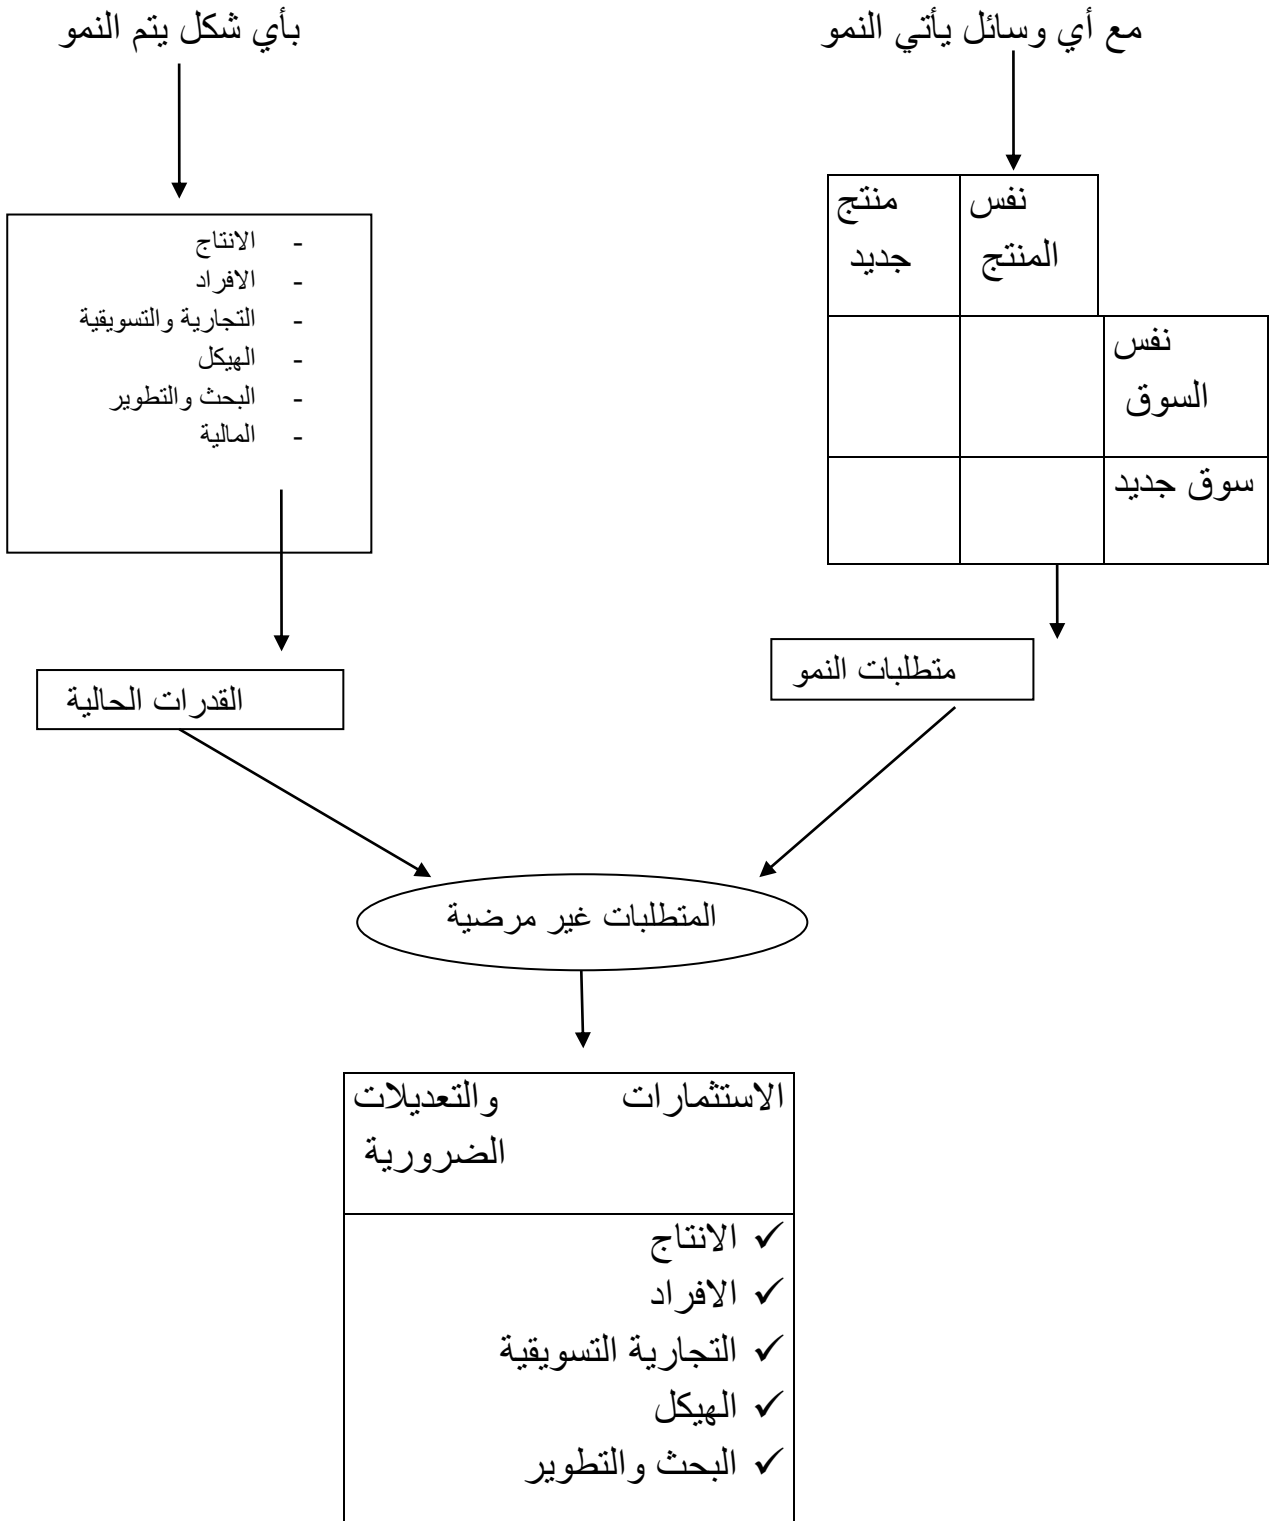 مع أي وسائل يأتي النمو
بأي شكل يتم النمو
نفس
المنتج
منتج
جديد
نفس
السوق
سوق جديد
- الانتاج
- الافراد
- التجارية والتسويقية
- الهيكل
- البحث والتطوير
- المالية
متطلبات النمو
القدرات الحالية
المتطلبات غير مرضية
الاستثمارات والتعديلات
الضرورية
✓ الانتاج
✓ الافراد
✓ التجارية التسويقية
✓ الهيكل
✓ البحث والتطوير